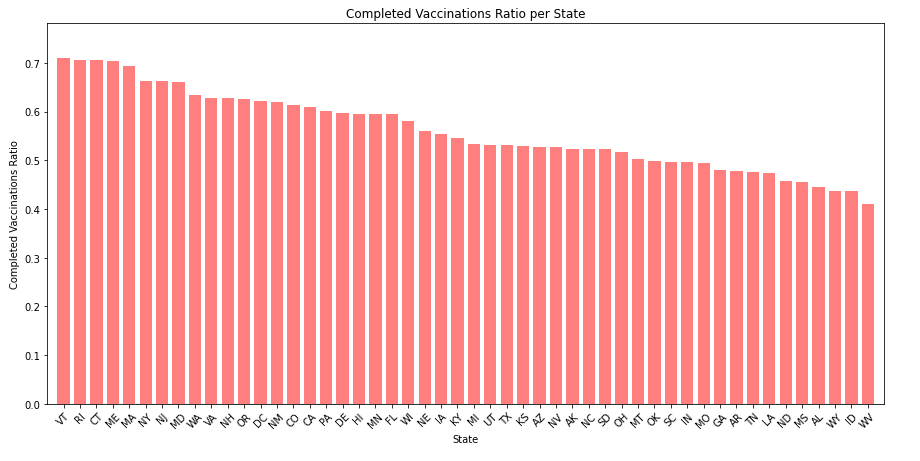 Completed Vaccinations Ratio per State
Completed Vaccinations Ratio
0.7
0.6
0.5
0.4
0.3
0.2
0.1
0.0
VT RI CT ME MA NY NJ MD WA VA NH OR DC NM CO CA PA DE HI MN FL WI NE IA KY MI UT TX KS AZ NV AK NC SD OH MT OK SC IN MO GA AR TN LA ND MS AL WY ID WV
State